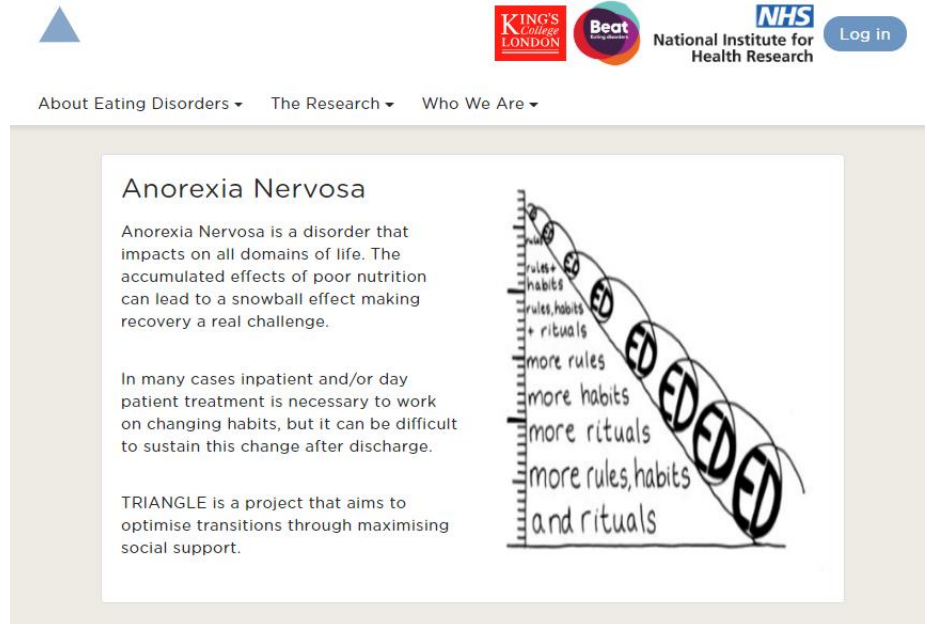 KING'S
College
LONDON
Beat
Eating disorders
NHS
National Institute for
Health Research
Log in
About Eating Disorders
The Research
Who We Are
Anorexia Nervosa
Anorexia Nervosa is a disorder that
impacts on all domains of life. The
accumulated effects of poor nutrition
can lead to a snowball effect making
recovery a real challenge.
In many cases inpatient and/or day
patient treatment is necessary to work
on changing habits, but it can be difficult
to sustain this change after discharge.
TRIANGLE is a project that aims to
optimise transitions through maximising
social support.
rules
ED
rules +
habits
ED
rules, habits
+ rituals
ED
more rules
ED
more habits
ED
more rituals
ED
more rules, habits
and rituals
ED